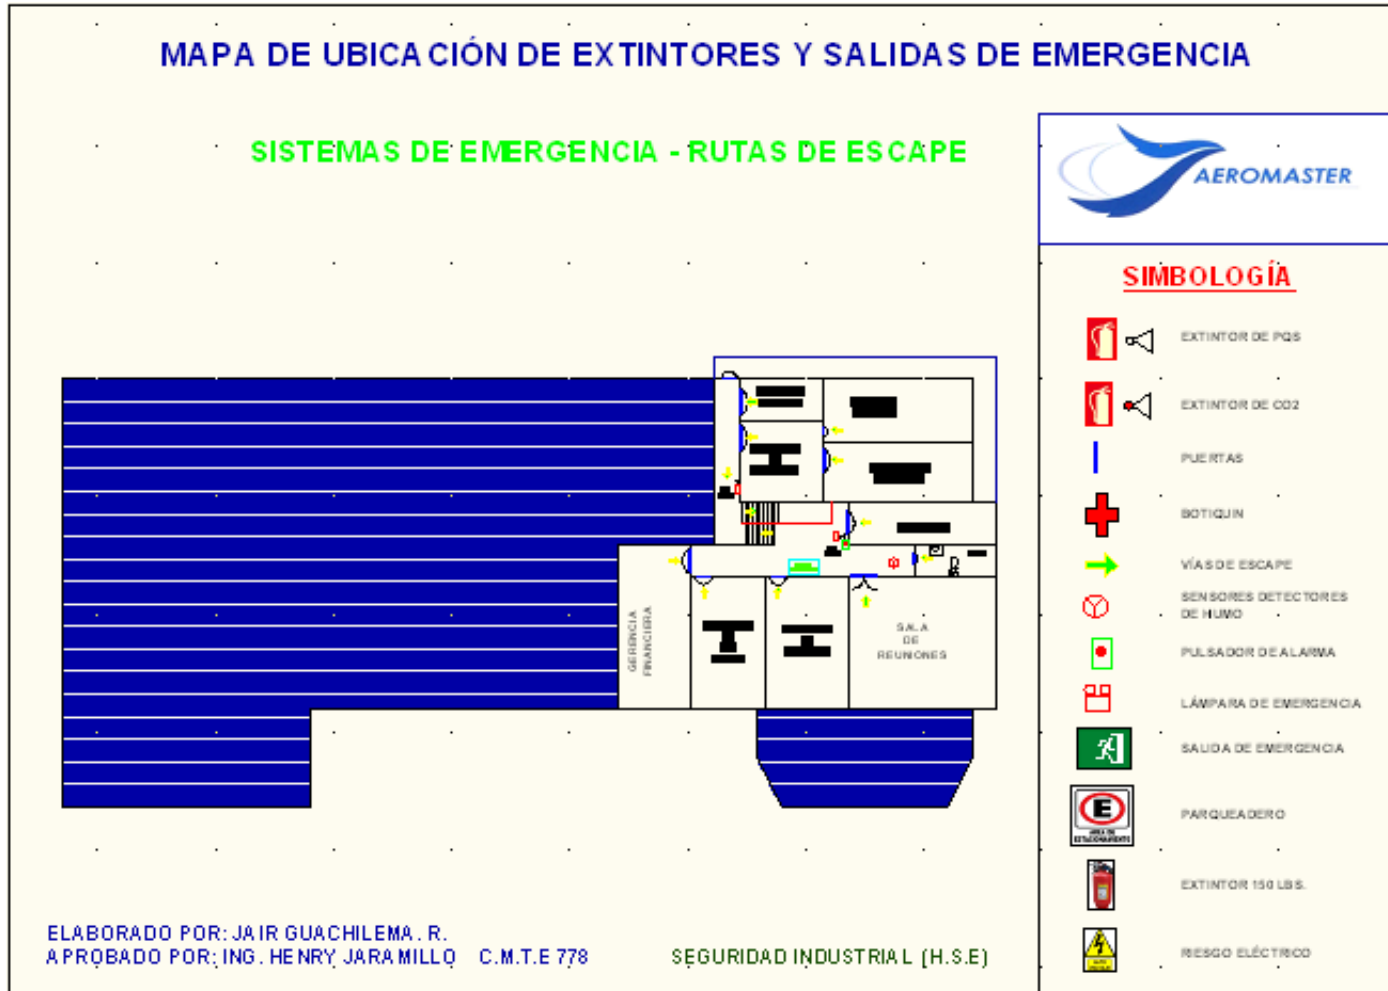 MAPA DE UBICACIÓN DE EXTINTORES Y SALIDAS DE EMERGENCIA
SISTEMAS DE EMERGENCIA - RUTAS DE ESCAPE
AEROMASTER
SIMBOLOGÍA
EXTINTOR DE PQS
EXTINTOR DE CO2
PUERTAS
BOTIQUIN
VÍAS DE ESCAPE
SENSORES DETECTORES
DE HUMO
PULSADOR DE ALARMA
LÁMPARA DE EMERGENCIA
SALIDA DE EMERGENCIA
E
AREA DE
ESTACIONAMIENTO
PARQUEADERO
EXTINTOR 150 LBS.
RIESGO ELÉCTRICO
GERENCIA
FINANCIERA
SALA
DE
REUNIONES
ELABORADO POR: JAIR GUACHILEMA. R.
APROBADO POR: ING. HENRY JARAMILLO C.M.T.E 778
SEGURIDAD INDUSTRIAL (H.S.E)